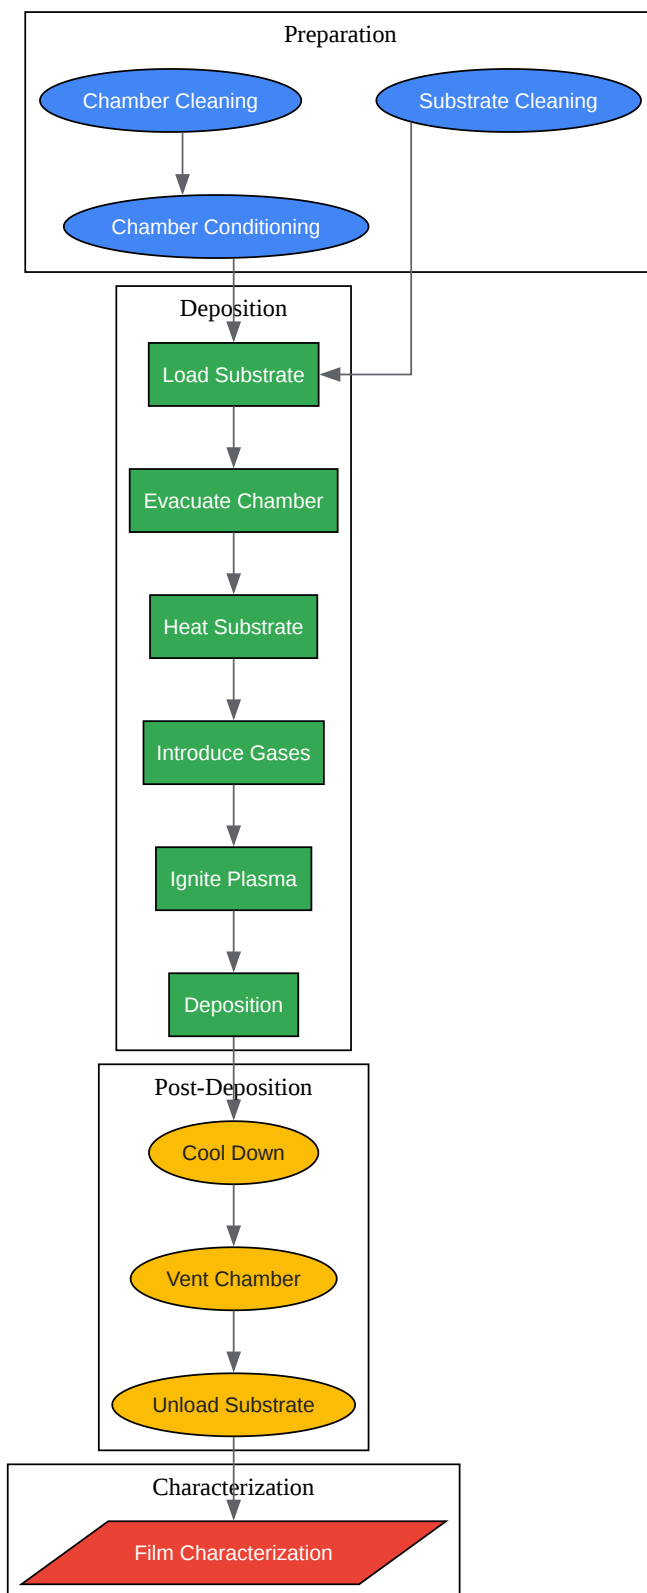 Preparation
Chamber Cleaning
Substrate Cleaning
Chamber Conditioning
Deposition
Load Substrate
Evacuate Chamber
Heat Substrate
Introduce Gases
Ignite Plasma
Deposition
Post-Deposition
Cool Down
Vent Chamber
Unload Substrate
Characterization
Film Characterization